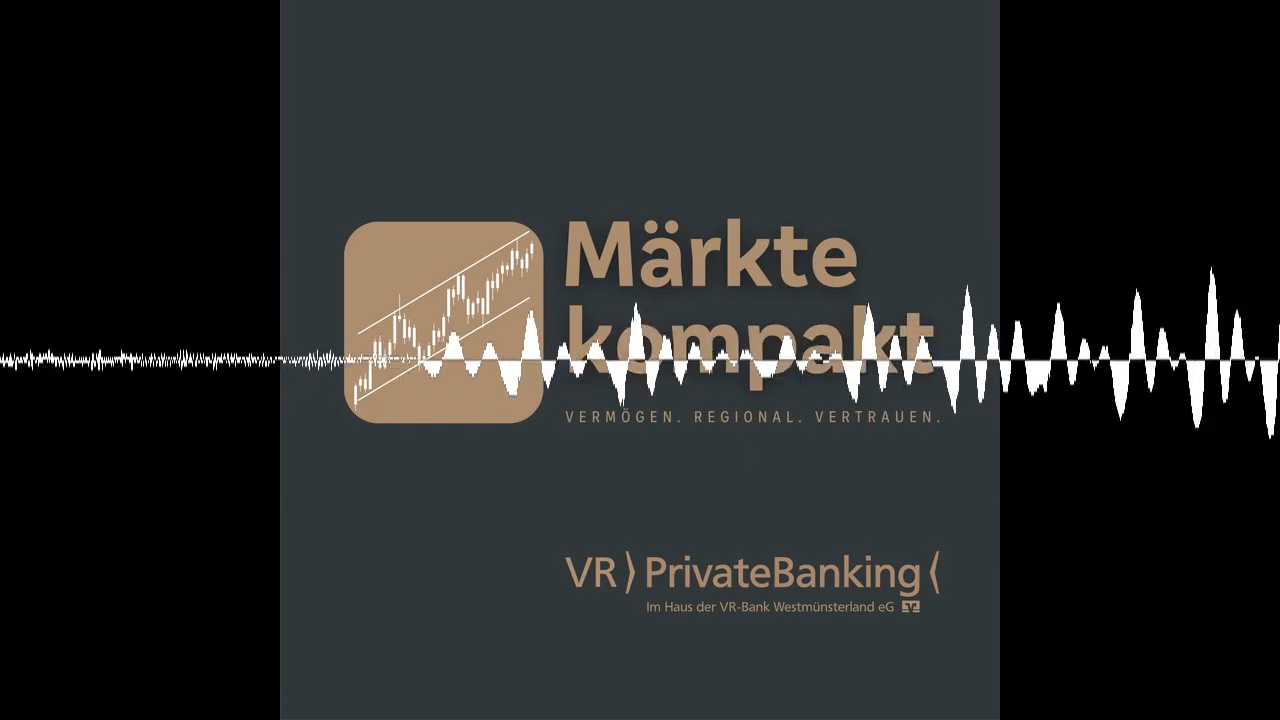 Märkte
kompakt
VERMÖGEN. REGIONAL. VERTRAUEN.
VR PrivateBanking
Im Haus der VR-Bank Westmünsterland eG